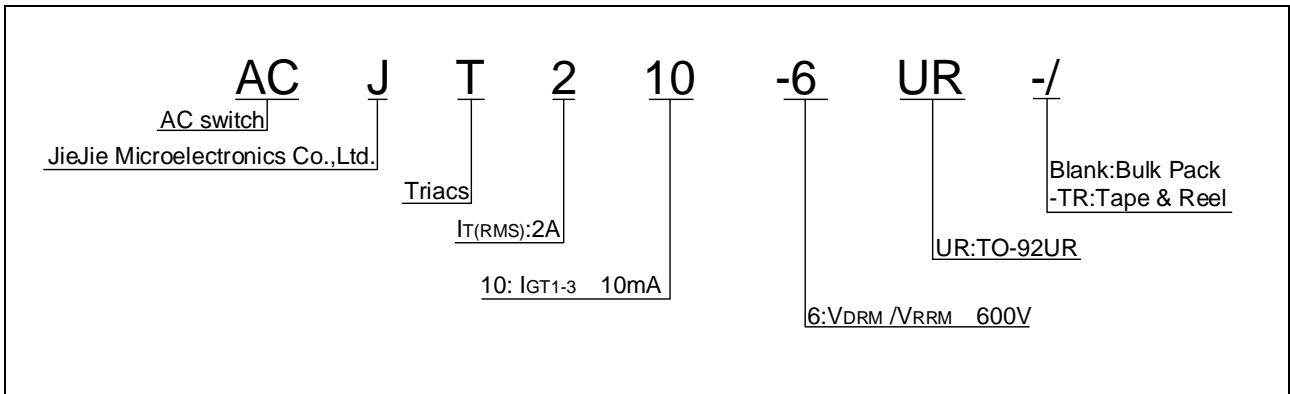 AC J T 2 10 -6 UR -/
AC switch
JieJie Microelectronics Co.,Ltd.
Triacs
IT(RMS):2A
10: IGT1-3 10mA
6:VDRM /VRRM 600V
UR:TO-92UR
Blank:Bulk Pack
-TR:Tape & Reel